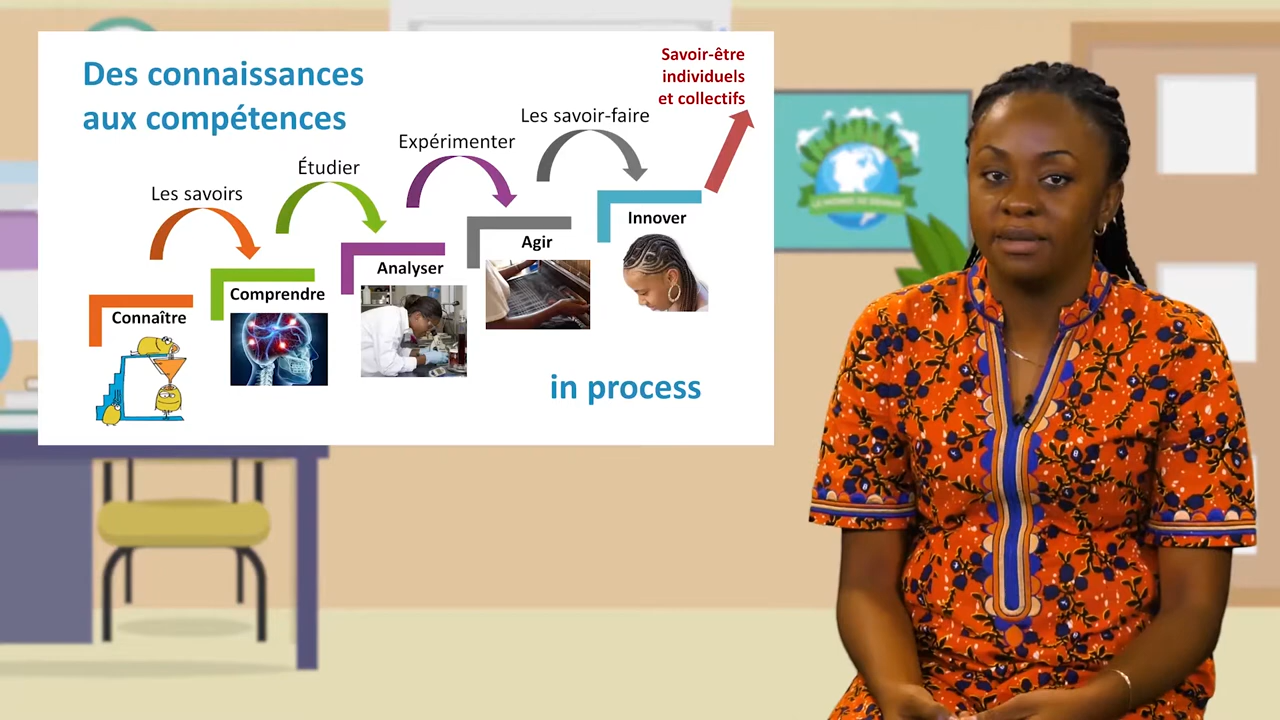 Des connaissances
aux compétences
Savoir-être
individuels
et collectifs
Les savoir-faire
Expérimenter
Étudier
Les savoirs
Innover
Agir
Analyser
Comprendre
Connaître
in process